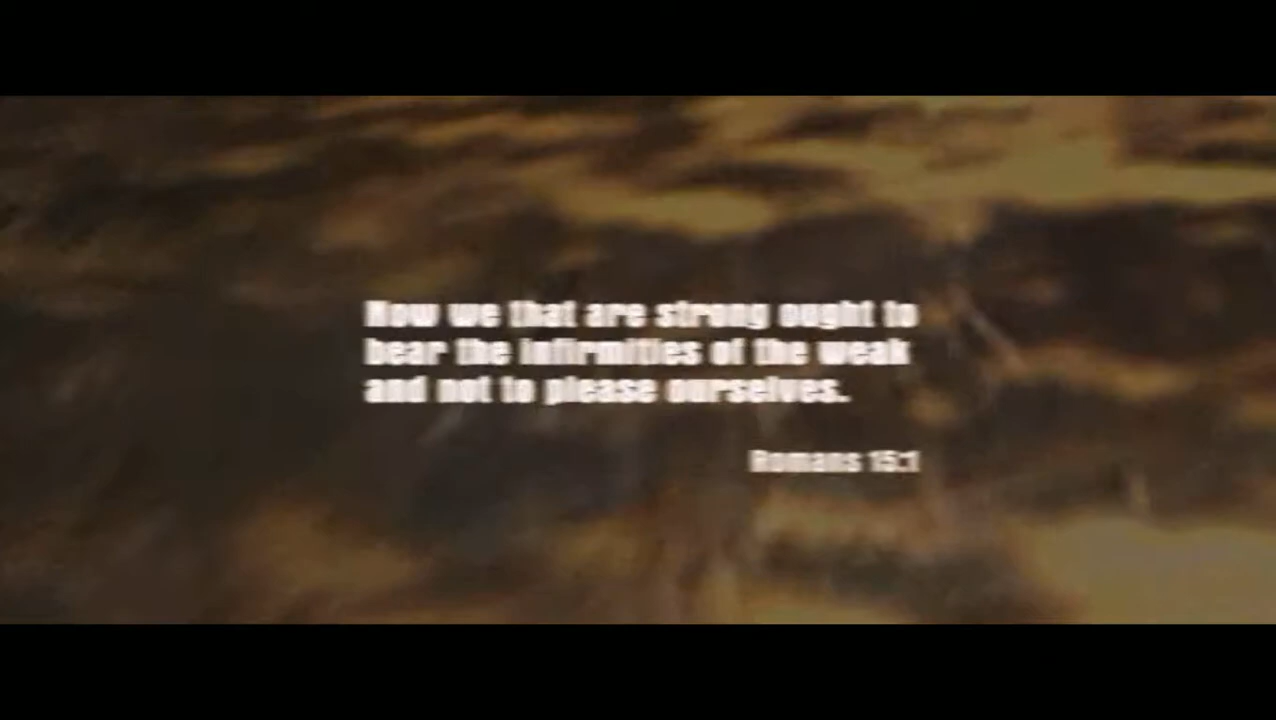 Now we that are strong ought to
bear the infirmities of the weak
and not to please ourselves.
Romans 15:1